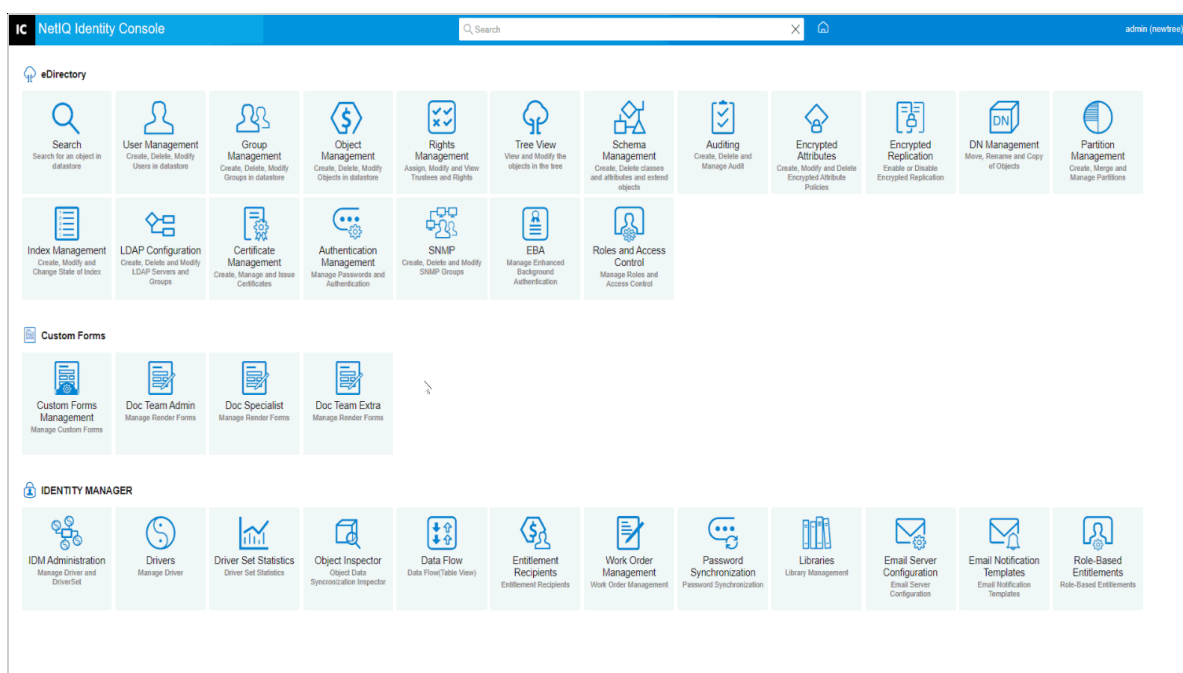 IC NetIQ Identity Console
Search
admin (newtree)
eDirectory
Search
Search for an object in
datastore
User Management
Create, Delete, Modify
Users in datastore
Group
Management
Create, Delete, Modify
Groups in datastore
Object
Management
Create, Delete, Modify
Objects in datastore
Rights
Management
Assign, Modify and View
Trustees and Rights
Tree View
View and Modify the
objects in the tree
Schema
Management
Create, Delete classes
and attributes and extend
objects
Auditing
Create, Delete and
Manage Audit
Encrypted
Attributes
Create, Modify and Delete
Encrypted Attribute
Policies
Encrypted
Replication
Enable or Disable
Encrypted Replication
DN
DN Management
Move, Rename and Copy
of Objects
Partition
Management
Create, Merge and
Manage Partitions
Index Management
Create, Modify and
Change State of Index
LDAP Configuration
Create, Delete and Modify
LDAP Servers and
Groups
Certificate
Management
Create, Manage and Issue
Certificates
Authentication
Management
Manage Passwords and
Authentication
SNMP
Create, Delete and Modify
SNMP Groups
EBA
Manage Enhanced
Background
Authentication
Roles and Access
Control
Manage Roles and
Access Control
Custom Forms
Custom Forms
Management
Manage Custom Forms
Doc Team Admin
Manage Render Forms
Doc Specialist
Manage Render Forms
Doc Team Extra
Manage Render Forms
IDENTITY MANAGER
IDM Administration
Manage Driver and
DriverSet
Drivers
Manage Driver
Driver Set Statistics
Driver Set Statistics
Object Inspector
Object Data
Syncronization Inspector
Data Flow
Data Flow(Table View)
Entitlement
Recipients
Entitlement Recipients
Work Order
Management
Work Order Management
Password
Synchronization
Password Synchronization
Libraries
Library Management
Email Server
Configuration
Email Server
Configuration
Email Notification
Templates
Email Notification
Templates
Role-Based
Entitlements
Role-Based Entitlements